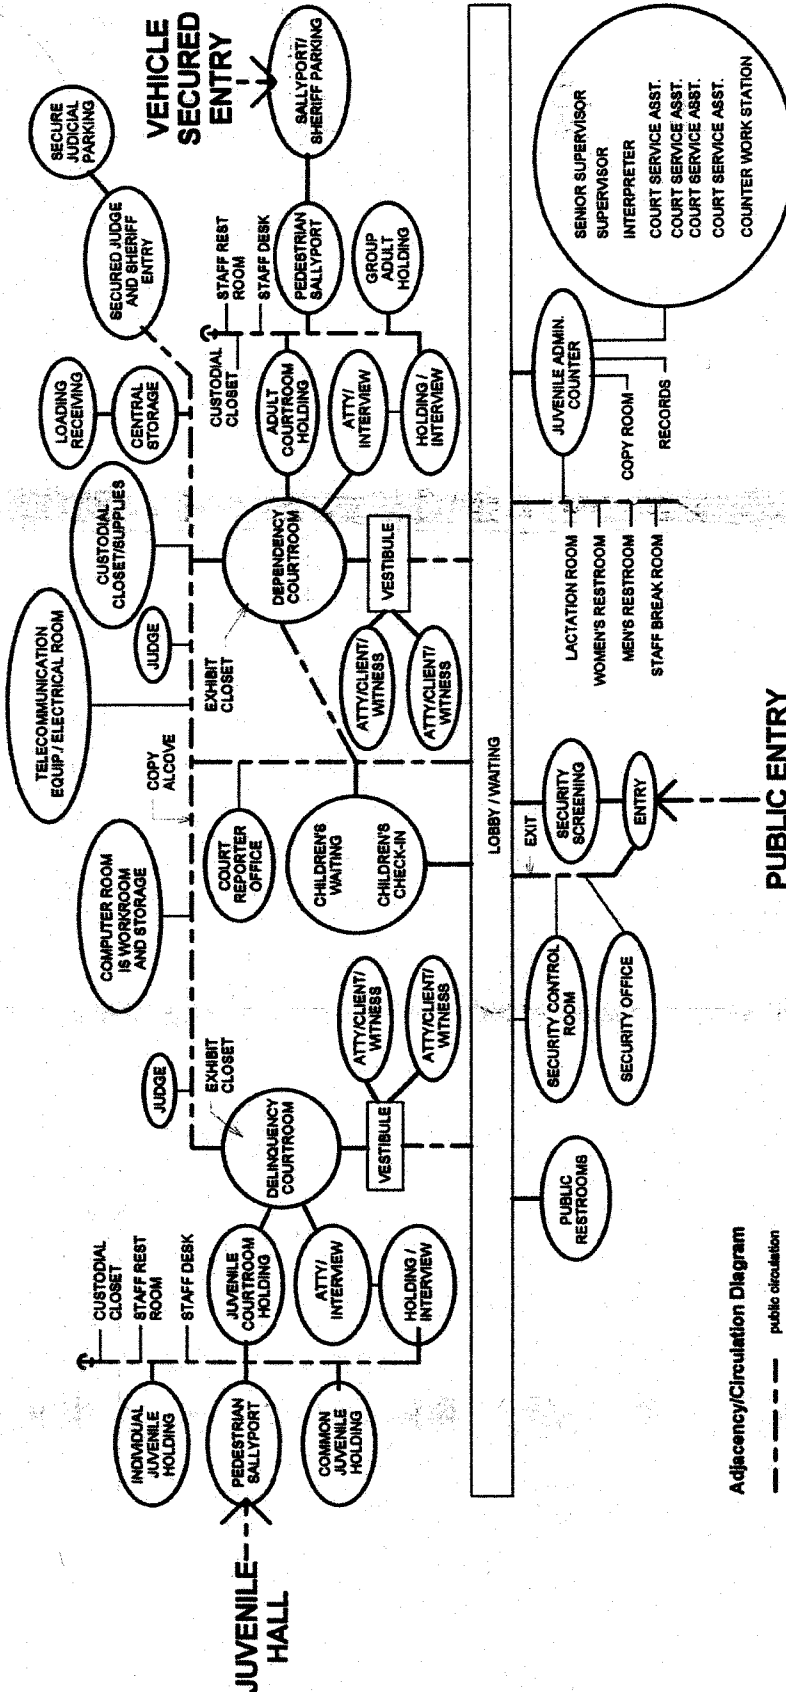 JUVENILE
HALL
CUSTODIAL
CLOSET
STAFF REST
ROOM
STAFF DESK
INDIVIDUAL
JUVENILE
HOLDING
PEDESTRIAN
SALLYPORT
COMMON
JUVENILE
HOLDING
JUVENILE
COURTROOM
HOLDING
ATTY/
INTERVIEW
HOLDING /
INTERVIEW
JUDGE
EXHIBIT
CLOSET
DELINQUENCY
COURTROOM
VESTIBULE
ATTY/CLIENT/
WITNESS
ATTY/CLIENT/
WITNESS
COMPUTER ROOM
IS WORKROOM
AND STORAGE
COPY
ALCOVE
COURT
REPORTER
OFFICE
CHILDREN'S
WAITING
CHILDREN'S
CHECK-IN
TELECOMMUNICATION
EQUIP / ELECTRICAL ROOM
JUDGE
EXHIBIT
CLOSET
CUSTODIAL
CLOSET/SUPPLIES
DEPENDENCY
COURTROOM
VESTIBULE
ATTY/CLIENT/
WITNESS
ATTY/CLIENT/
WITNESS
LOADING
RECEIVING
CENTRAL
STORAGE
SECURED JUDGE
AND SHERIFF
ENTRY
SECURE
JUDICIAL
PARKING
CUSTODIAL
CLOSET
STAFF REST
ROOM
STAFF DESK
ADULT
COURTROOM
HOLDING
ATTY/
INTERVIEW
HOLDING /
INTERVIEW
PEDESTRIAN
SALLYPORT
GROUP
ADULT
HOLDING
VEHICLE
SECURED
ENTRY
SALLYPORT/
SHERIFF PARKING
LOBBY / WAITING
PUBLIC
RESTROOMS
SECURITY CONTROL
ROOM
SECURITY OFFICE
EXIT
SECURITY
SCREENING
ENTRY
PUBLIC ENTRY
LACTATION ROOM
WOMEN'S RESTROOM
MEN'S RESTROOM
STAFF BREAK ROOM
JUVENILE ADMIN.
COUNTER
COPY ROOM
RECORDS
SENIOR SUPERVISOR
SUPERVISOR
INTERPRETER
COURT SERVICE ASST.
COURT SERVICE ASST.
COURT SERVICE ASST.
COURT SERVICE ASST.
COUNTER WORK STATION
Adjacency/Circulation Diagram
public circulation